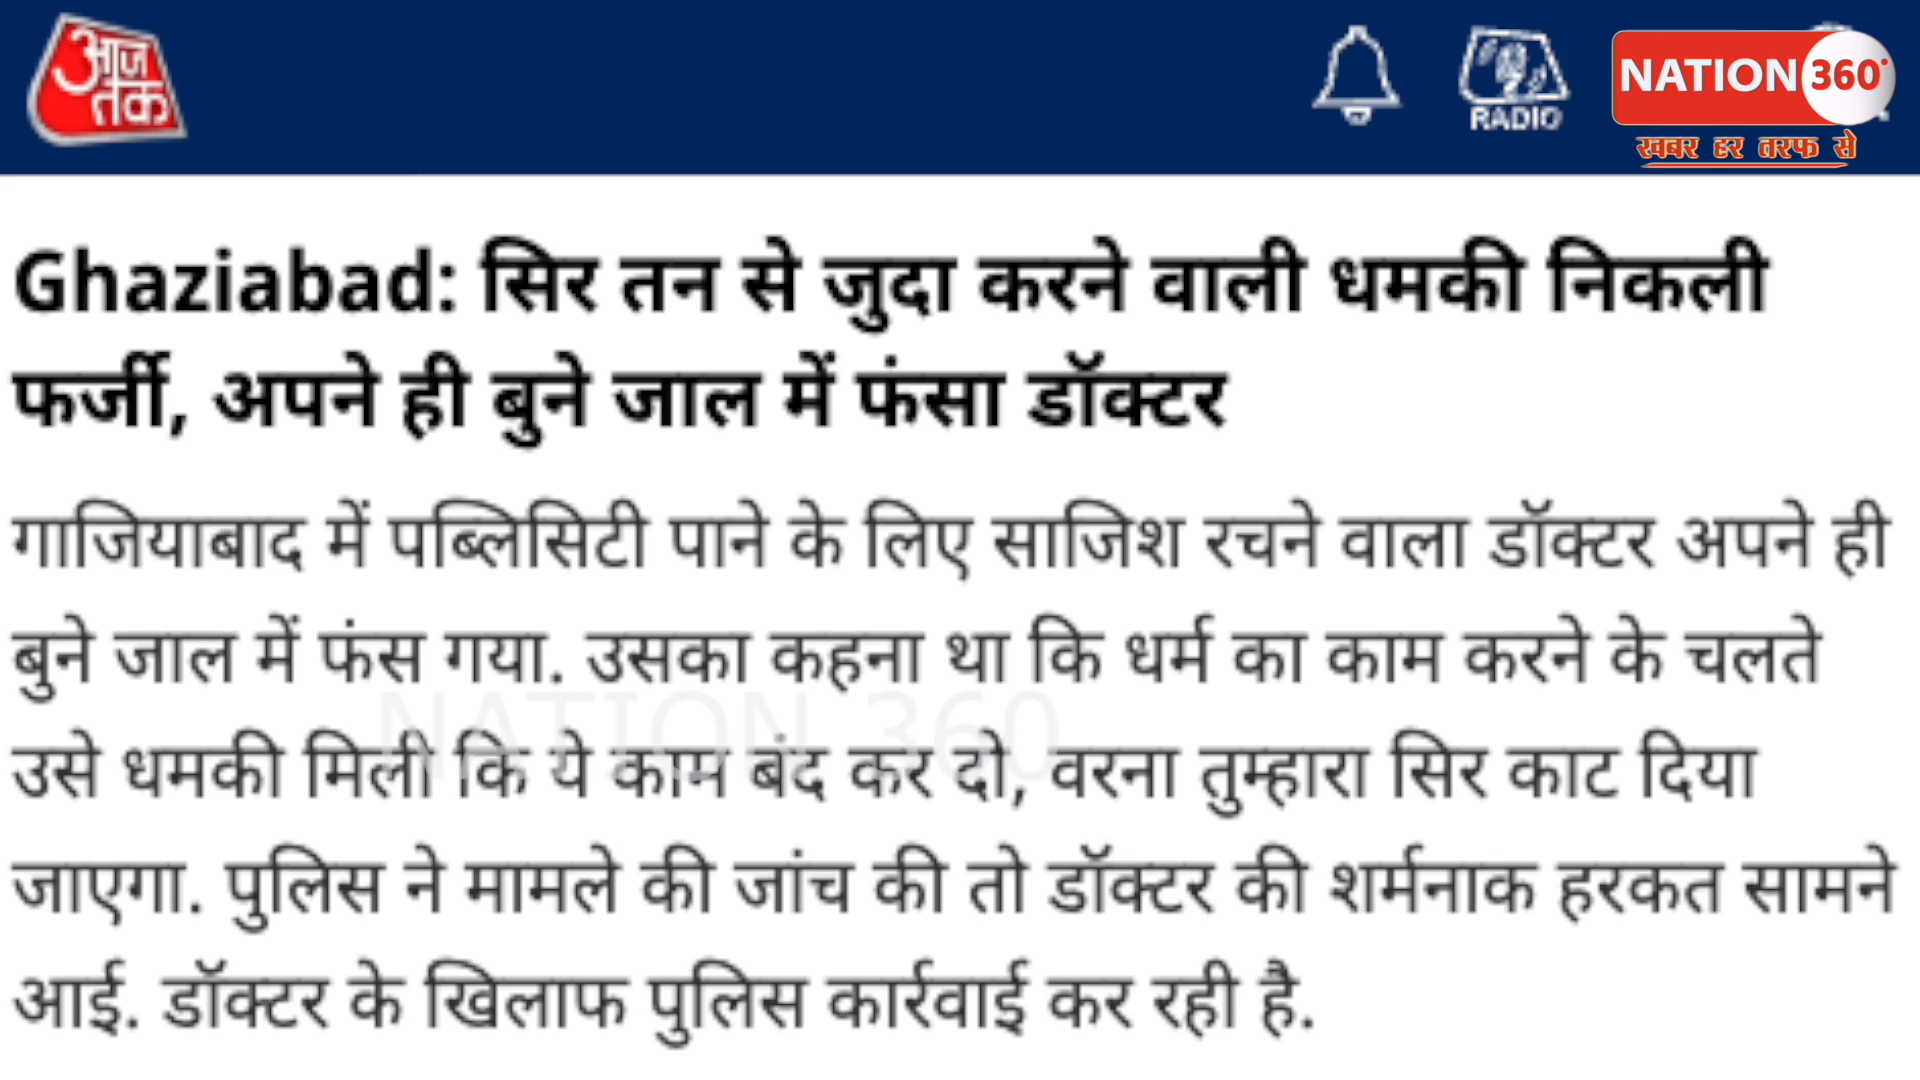 आज तक
RADIO
NATION 360°
खबर हर तरफ से
Ghaziabad: सिर तन से जुदा करने वाली धमकी निकली
फर्जी, अपने ही बुने जाल में फंसा डॉक्टर
गाजियाबाद में पब्लिसिटी पाने के लिए साजिश रचने वाला डॉक्टर अपने ही
बुने जाल में फंस गया. उसका कहना था कि धर्म का काम करने के चलते
उसे धमकी मिली कि ये काम बंद कर दो, वरना तुम्हारा सिर काट दिया
जाएगा. पुलिस ने मामले की जांच की तो डॉक्टर की शर्मनाक हरकत सामने
आई. डॉक्टर के खिलाफ पुलिस कार्रवाई कर रही है.
NATION 360